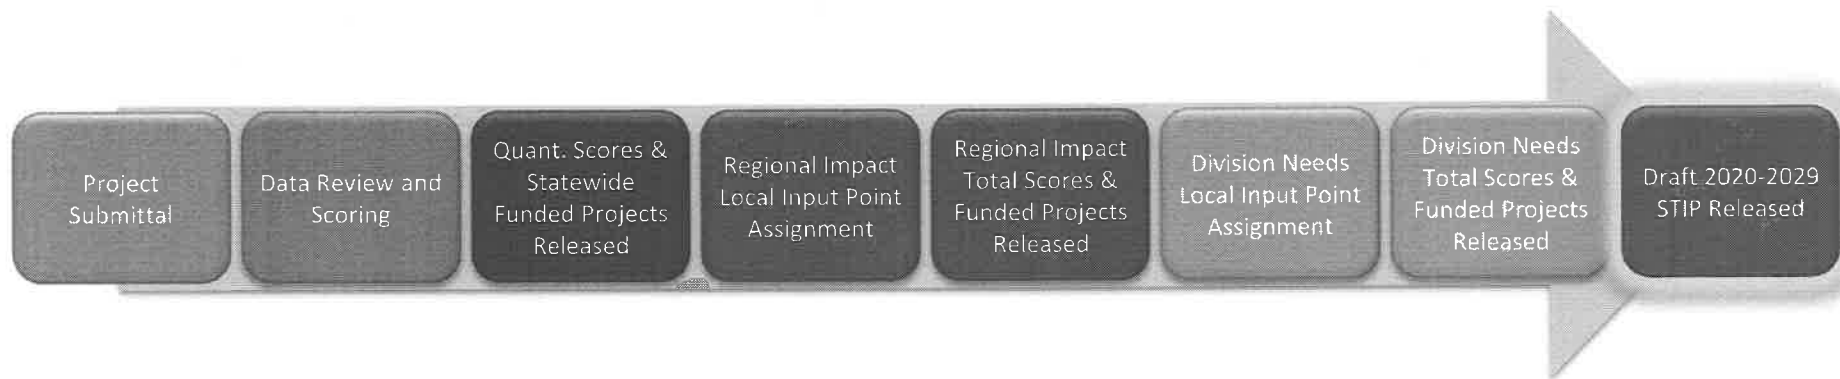 Project
Submittal
Data Review and
Scoring
Quant. Scores &
Statewide
Funded Projects
Released
Regional Impact
Local Input Point
Assignment
Regional Impact
Total Scores &
Funded Projects
Released
Division Needs
Local Input Point
Assignment
Division Needs
Total Scores &
Funded Projects
Released
Draft 2020-2029
STIP Released